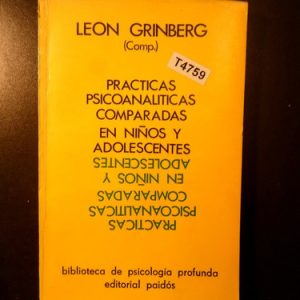 LEON GRINBERG
(Comp.)
T4759
PRACTICAS
PSICOANALITICAS
COMPARADAS
EN NIÑOS Y
ADOLESCENTES
ADOLESCENTES
EN NIÑOS Y
COMPARADAS
PSICOANALITICAS
PRACTICAS
biblioteca de psicología profunda
editorial paidós